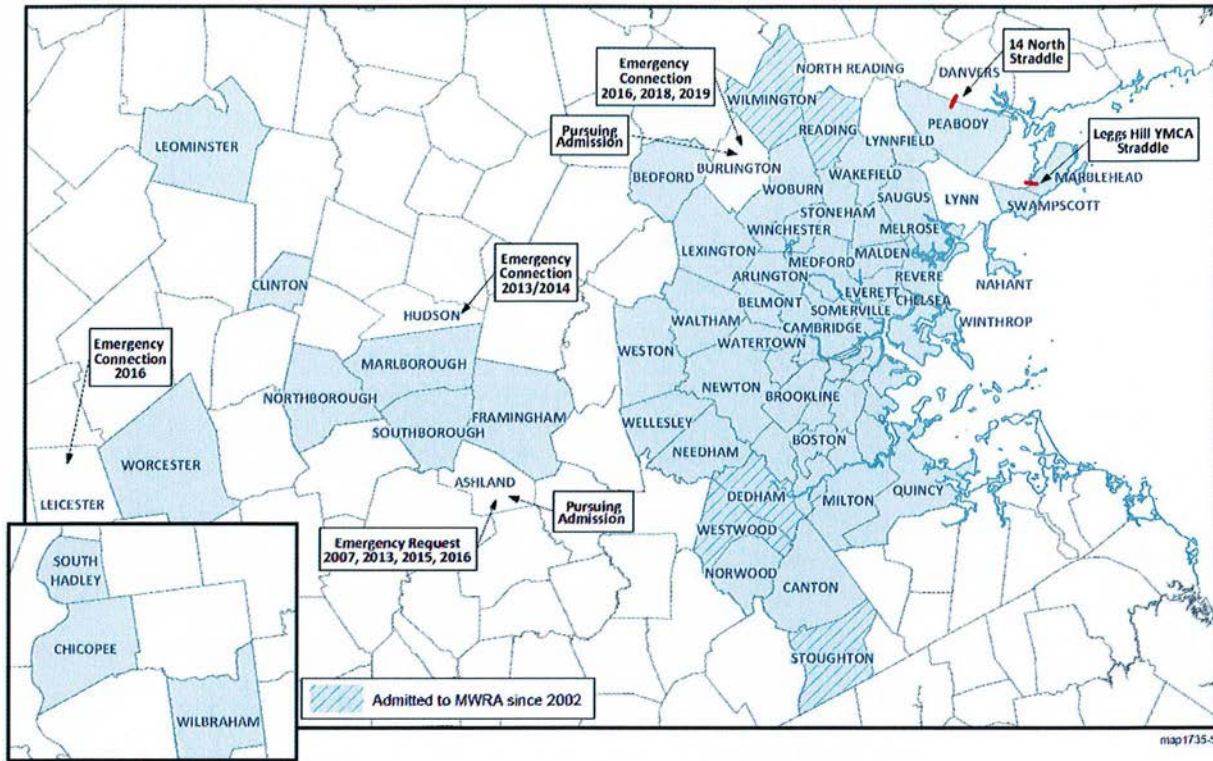 14 North
Straddle
Emergency
Connection
2016, 2018, 2019
NORTH READING
DANVERS
WILMINGTON
PEABODY
Pursuing
Admission
READING
LYNNFIELD
Leggs Hill YMCA
Straddle
LEOMINSTER
BURLINGTON
BEDFORD
WAKEFIELD
MARBLEHEAD
WOBURN
SAUGUS
LYNN
STONEHAM
SWAMPSCOTT
WINCHESTER
MELROSE
LEXINGTON
MEDFORD
MALDEN
Emergency
Connection
2013/2014
ARLINGTON
REVERE
NAHANT
CLINTON
EVERETT
BELMONT
CHELSEA
HUDSON
SOMERVILLE
WINTHROP
WALTHAM
CAMBRIDGE
Emergency
Connection
2016
WATERTOWN
WESTON
MARLBOROUGH
NEWTON
NORTHBOROUGH
BROOKLINE
FRAMINGHAM
WELLESLEY
SOUTHBOROUGH
BOSTON
NEEDHAM
WORCESTER
ASHLAND
QUINCY
DEDHAM
MILTON
LEICESTER
Pursuing
Admission
WESTWOOD
Emergency Request
2007, 2013, 2015, 2016
SOUTH
HADLEY
NORWOOD
CANTON
CHICOPEE
STOUGHTON
Admitted to MWRA since 2002
WILBRAHAM